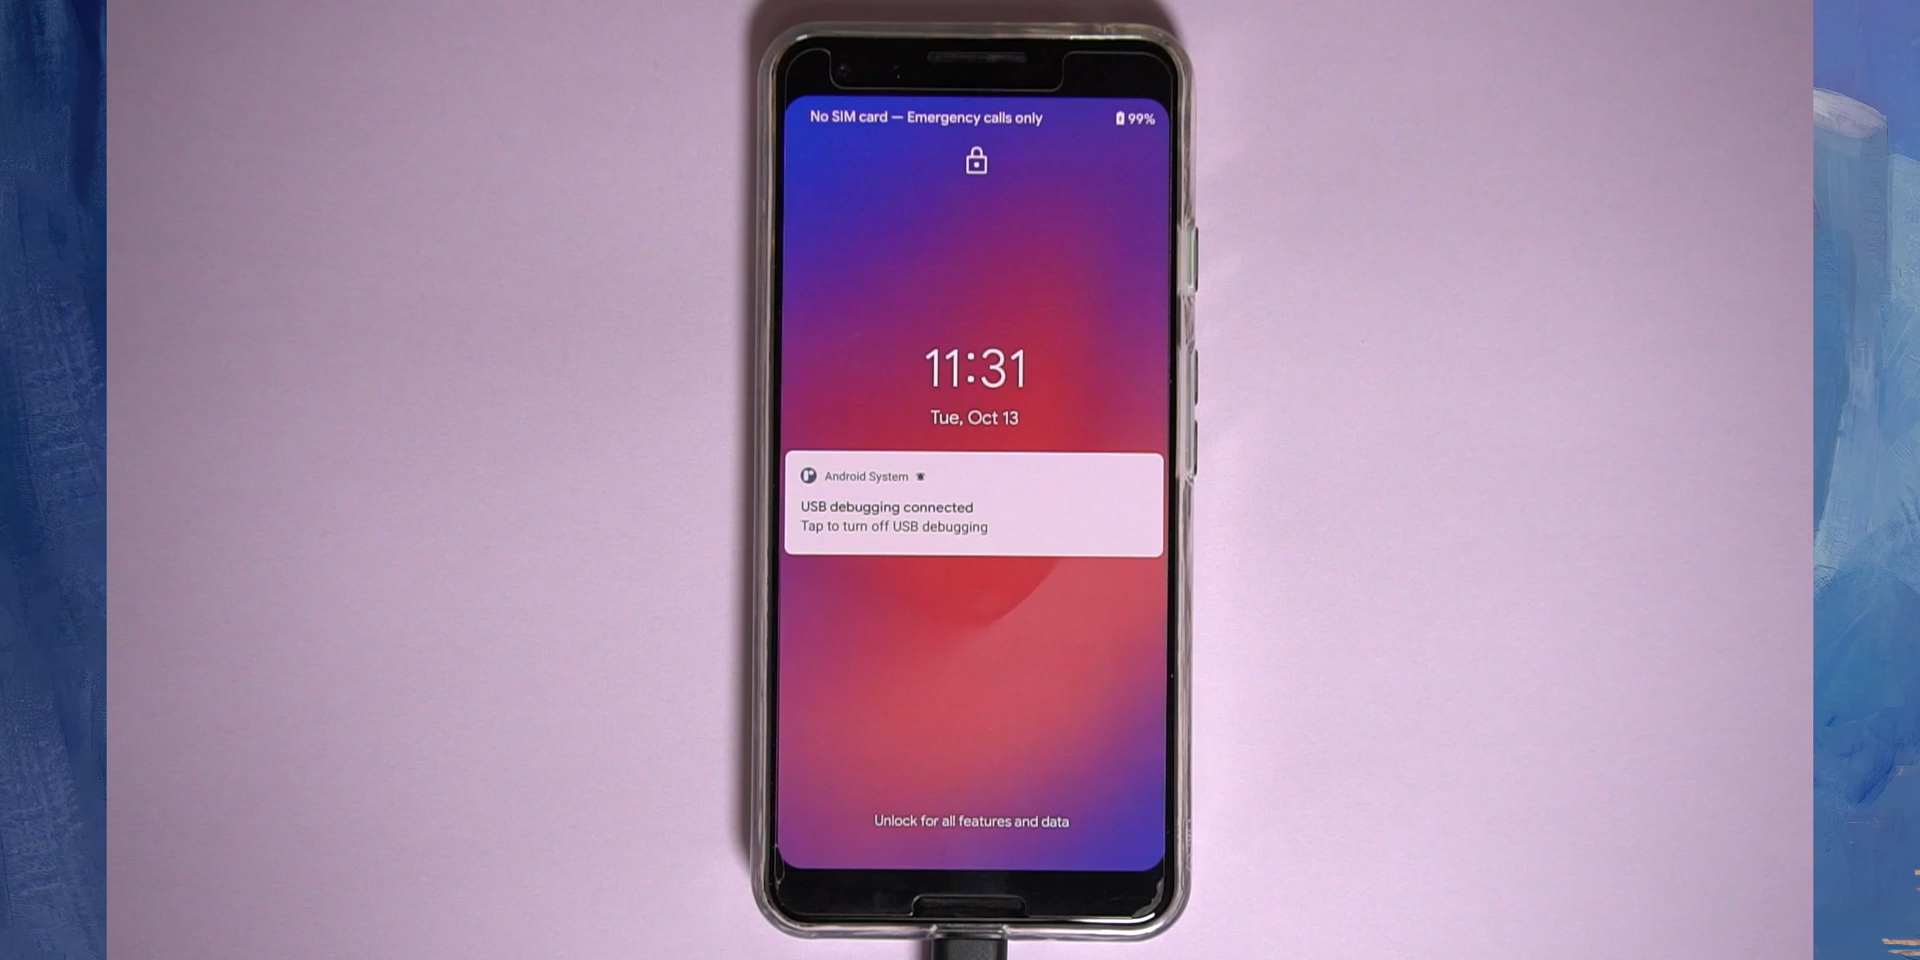 No SIM card — Emergency calls only 99%
11:31
Tue, Oct 13
Android System
USB debugging connected
Tap to turn off USB debugging
Unlock for all features and data